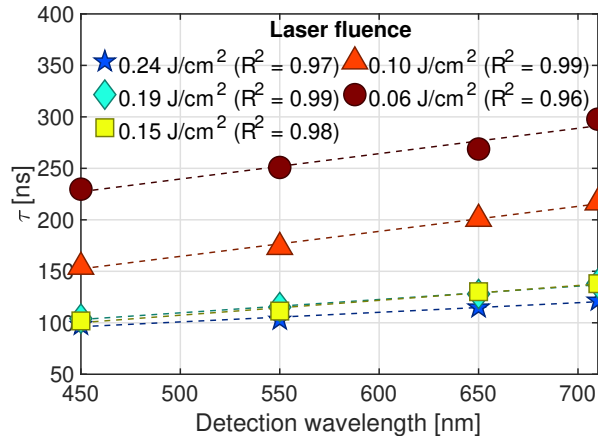 Laser fluence
0.24 J/cm² (R² = 0.97)
0.10 J/cm² (R² = 0.99)
0.19 J/cm² (R² = 0.99)
0.06 J/cm² (R² = 0.96)
0.15 J/cm² (R² = 0.98)
400
350
300
250
200
150
100
50
τ [ns]
450 500 550 600 650 700
Detection wavelength [nm]